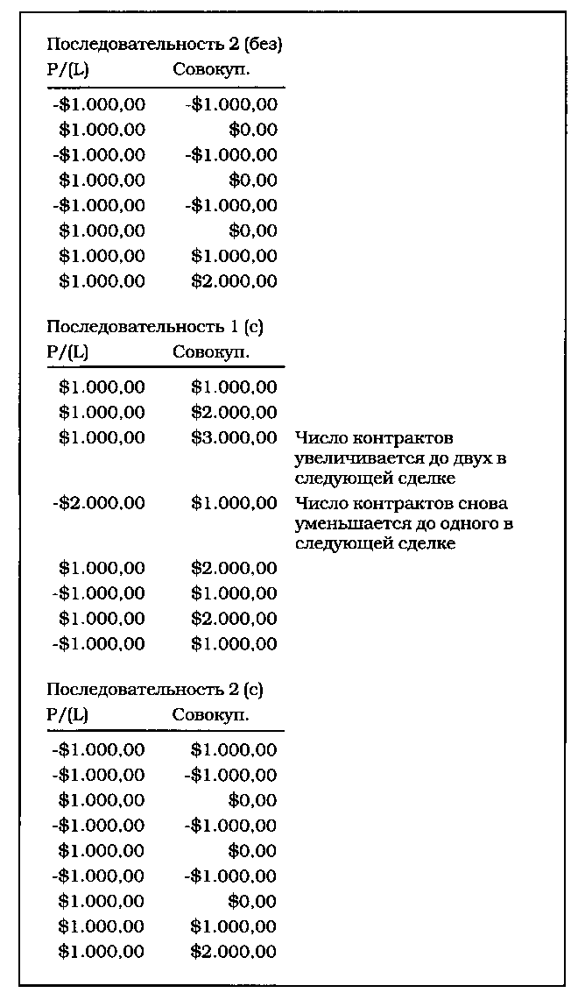 Последовательность 2 (без)
P/(L) Совокуп.
-$1.000,00 -$1.000,00
$1.000,00 $0,00
-$1.000,00 -$1.000,00
$1.000,00 $0,00
-$1.000,00 -$1.000,00
$1.000,00 $0,00
$1.000,00 $1.000,00
$1.000,00 $2.000,00
Последовательность 1 (с)
P/(L) Совокуп.
$1.000,00 $1.000,00
$1.000,00 $2.000,00
$1.000,00 $3.000,00 Число контрактов
увеличивается до двух в
следующей сделке
-$2.000,00 $1.000,00 Число контрактов снова
уменьшается до одного в
следующей сделке
$1.000,00 $2.000,00
-$1.000,00 $1.000,00
$1.000,00 $2.000,00
-$1.000,00 $1.000,00
Последовательность 2 (с)
P/(L) Совокуп.
-$1.000,00 $1.000,00
-$1.000,00 -$1.000,00
$1.000,00 $0,00
-$1.000,00 -$1.000,00
$1.000,00 $0,00
-$1.000,00 -$1.000,00
$1.000,00 $0,00
$1.000,00 $1.000,00
$1.000,00 $2.000,00